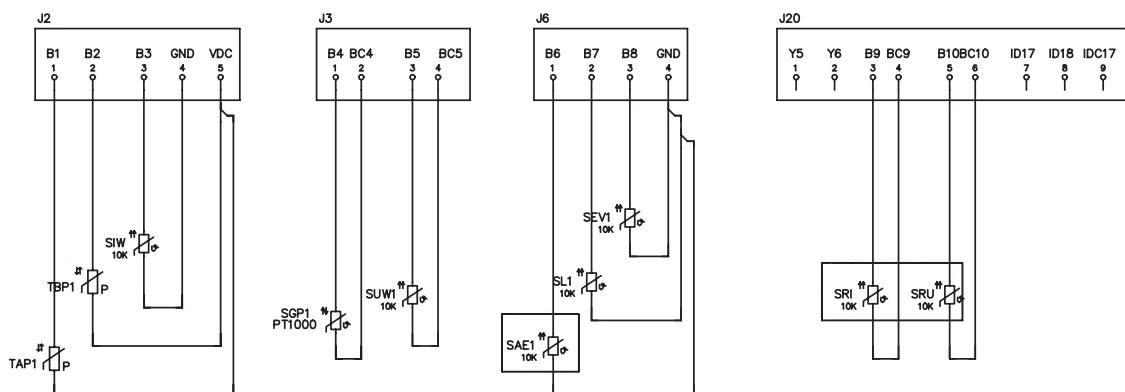 J2
J3
J6
J20
B1 B2 B3 GND VDC
1 2 3 4 5
B4 BC4 B5 BC5
1 2 3 4
B6 B7 B8 GND
1 2 3 4
Y5 Y6 B9 BC9 B10 BC10 ID17 ID18 IDC17
1 2 3 4 5 6 7 8 9
SEV1
10K
SIW
10K
TBP1
P
SL1
10K
SUW1
10K
SRI
10K
SRU
10K
SGP1
PT1000
SAE1
10K
TAP1
P